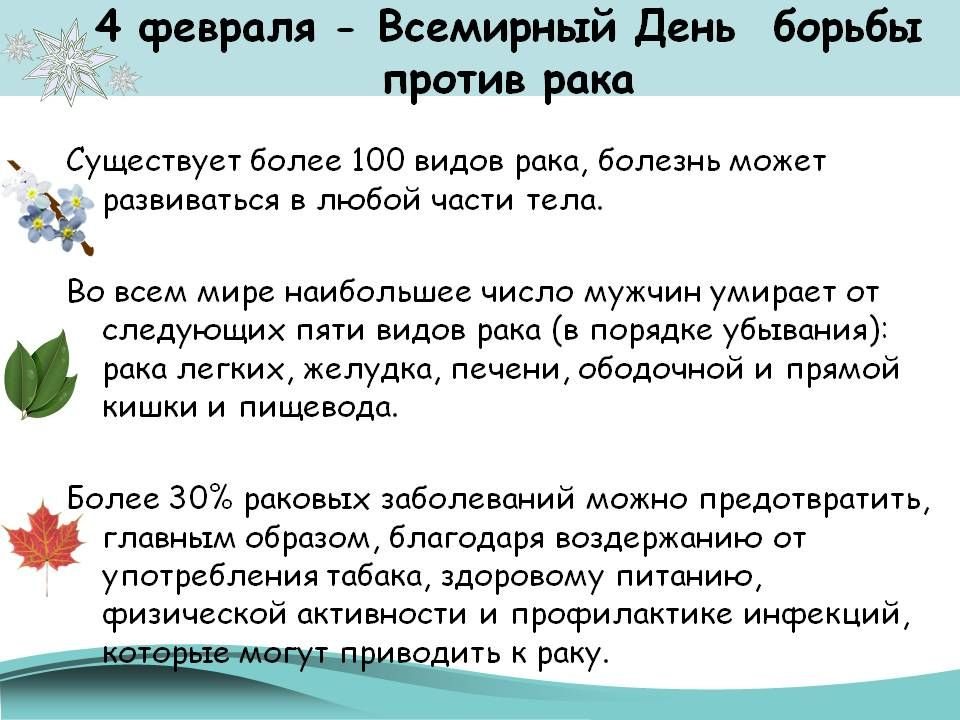 4 февраля - Всемирный День борьбы
против рака
Существует более 100 видов рака, болезнь может
развиваться в любой части тела.
Во всем мире наибольшее число мужчин умирает от
следующих пяти видов рака (в порядке убывания):
рака легких, желудка, печени, ободочной и прямой
кишки и пищевода.
Более 30% раковых заболеваний можно предотвратить,
главным образом, благодаря воздержанию от
употребления табака, здоровому питанию,
физической активности и профилактике инфекций,
которые могут приводить к раку.